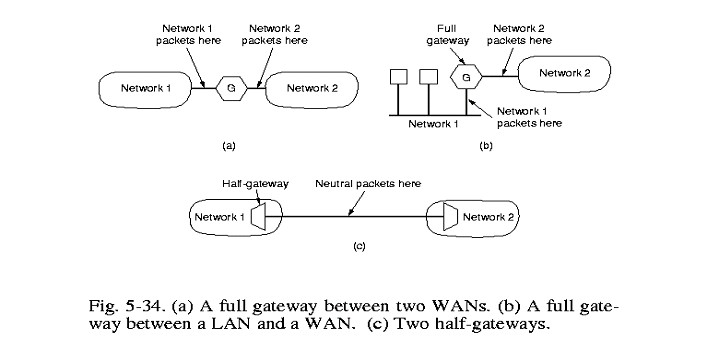 Network 1
packets here
Network 2
packets here
Network 1
G
Network 2
(a)
Full
gateway
Network 2
packets here
G
Network 2
Network 1
packets here
Network 1
(b)
Half-gateway
Neutral packets here
Network 1
Network 2
(c)
Fig. 5-34. (a) A full gateway between two WANs. (b) A full gate-
way between a LAN and a WAN. (c) Two half-gateways.